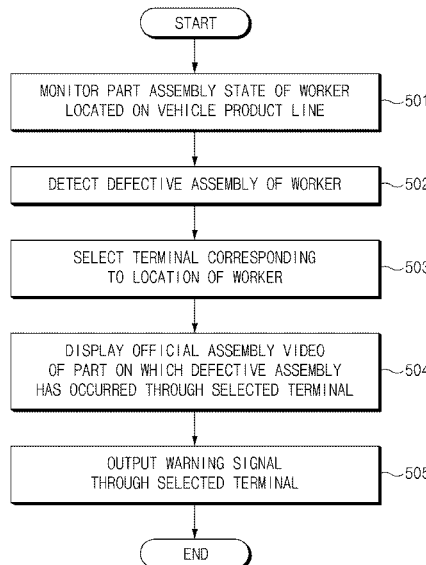 START
MONITOR PART ASSEMBLY STATE OF WORKER
LOCATED ON VEHICLE PRODUCT LINE
501
DETECT DEFECTIVE ASSEMBLY OF WORKER
502
SELECT TERMINAL CORRESPONDING
TO LOCATION OF WORKER
503
DISPLAY OFFICIAL ASSEMBLY VIDEO
OF PART ON WHICH DEFECTIVE ASSEMBLY
HAS OCCURRED THROUGH SELECTED TERMINAL
504
OUTPUT WARNING SIGNAL
THROUGH SELECTED TERMINAL
505
END